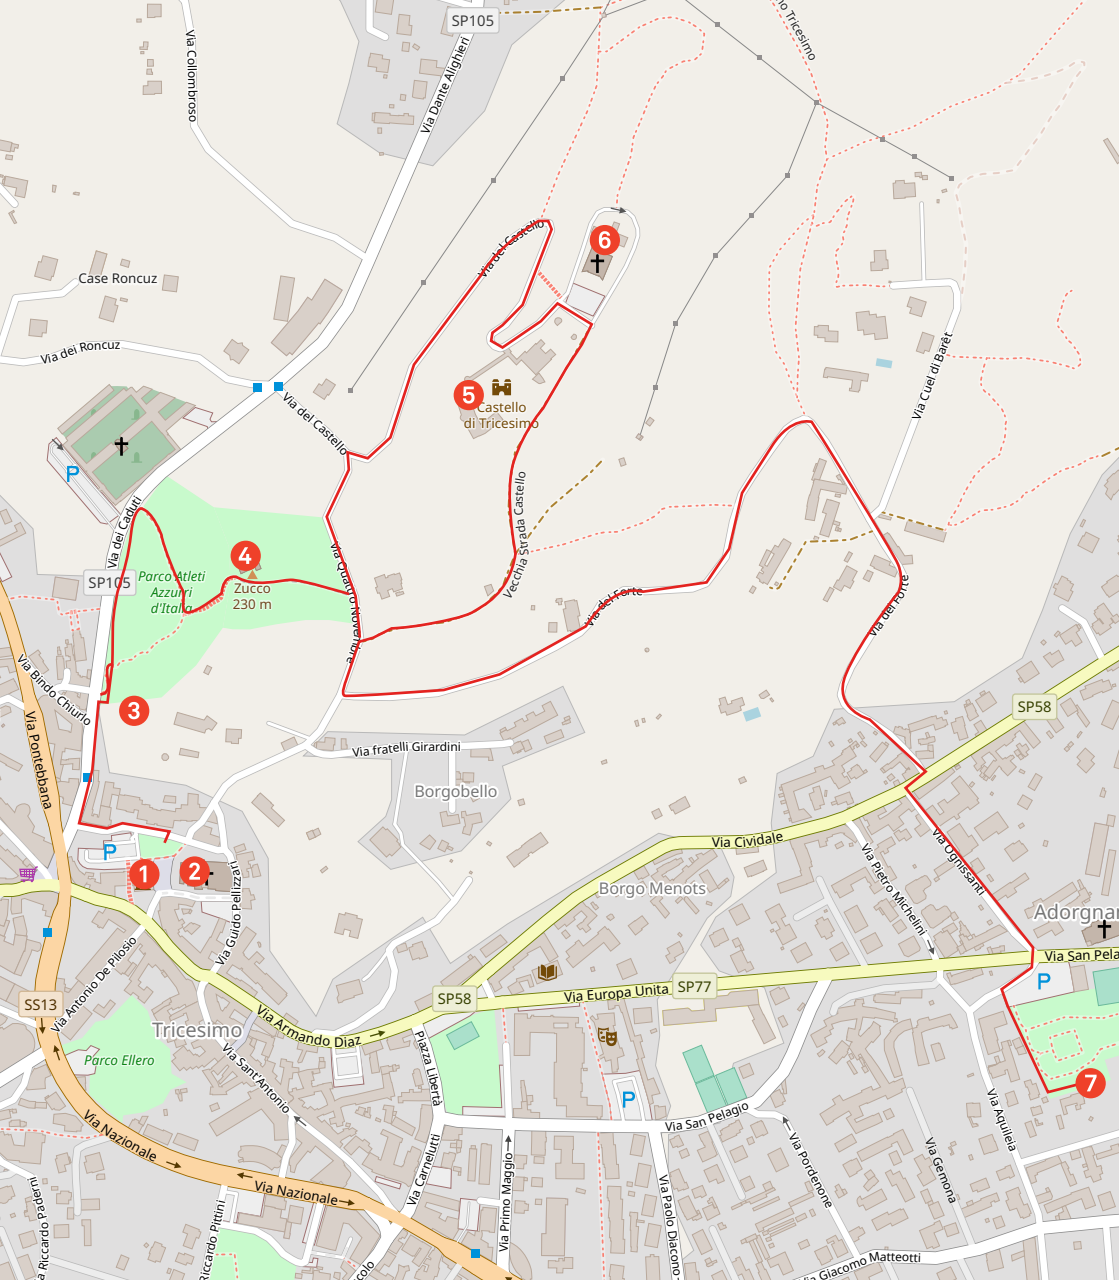 SP105
Via Dante Alighieri
Via Collombroso
no Tricesimo
Case Roncuz
Via dei Roncuz
Via del Castello
6
Via del Castello
5
Castello
di Tricesimo
Via Cuel di Barêt
P
Via dei Caduti
Vecchia Strada Castello
Via Quattro Novembre
4
SP105
Parco Atleti
Azzurri
d'Italia
Zucco
230 m
Via del Forte
Via del Forte
Via Bindo Chiurlo
3
SP58
Via Pontebbana
Via fratelli Girardini
Borgobello
Via Cividale
P
1
2
Via Guido Pellizzari
Borgo Menots
Via Ognissanti
Via Pietro Michelini
Adorgnan
Via San Pela
Via Antonio De Pilosio
SS13
SP58
Via Europa Unita
SP77
P
Tricesimo
Via Armando Diaz
Parco Ellero
Via Sant'Antonio
Piazza Libertà
P
Via San Pelagio
7
Via Aquileia
Via Nazionale
Via Nazionale
Via Carnelutti
Via Primo Maggio
Via Paolo Diacono
Via Pordenone
Via Gemona
a Riccardo Paderni
Riccardo Pittini
colo
Via Giacomo Matteotti